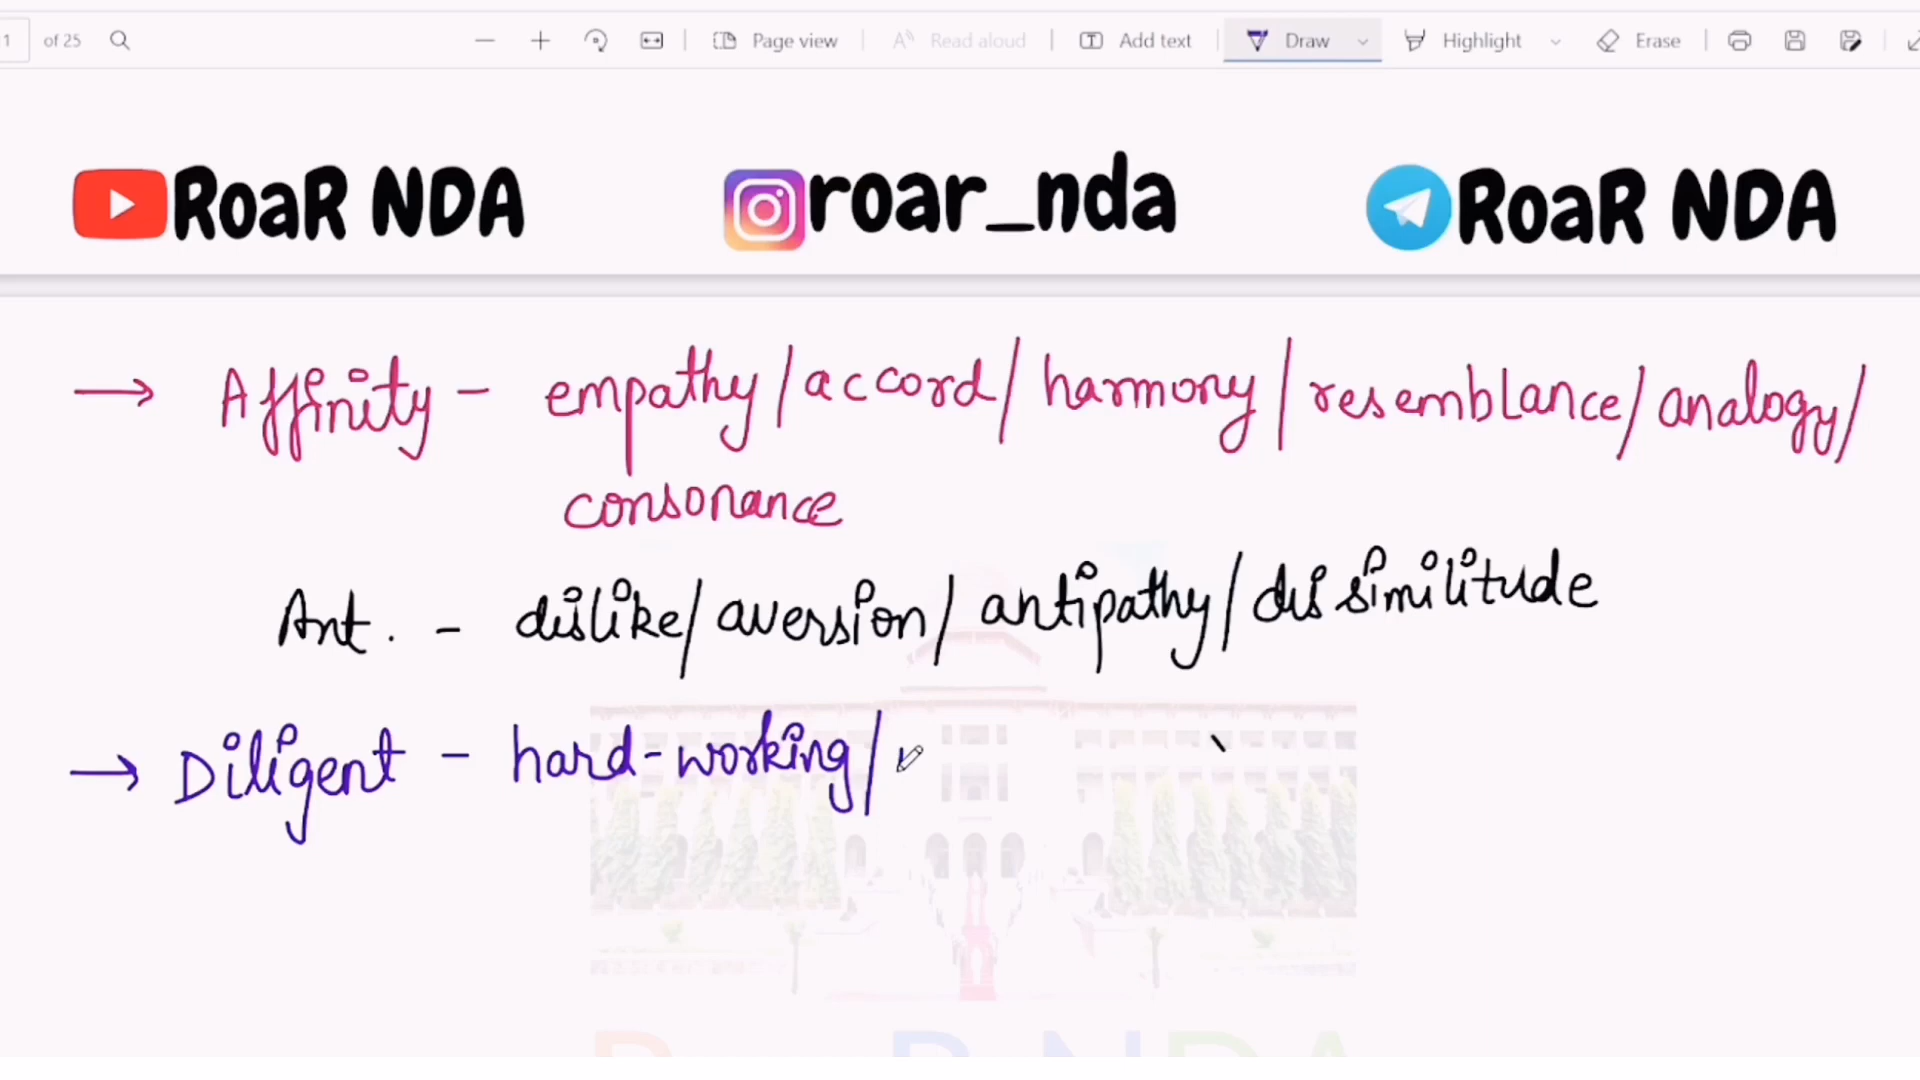 1 of 25 Page view Read aloud Add text Draw Highlight Erase
RoaR NDA roar_nda RoaR NDA
→ Affinity - empathy/accord/harmony/resemblance/analogy/
consonance
Ant. - dislike/aversion/antipathy/dissimilitude
→ Diligent - hard-working/